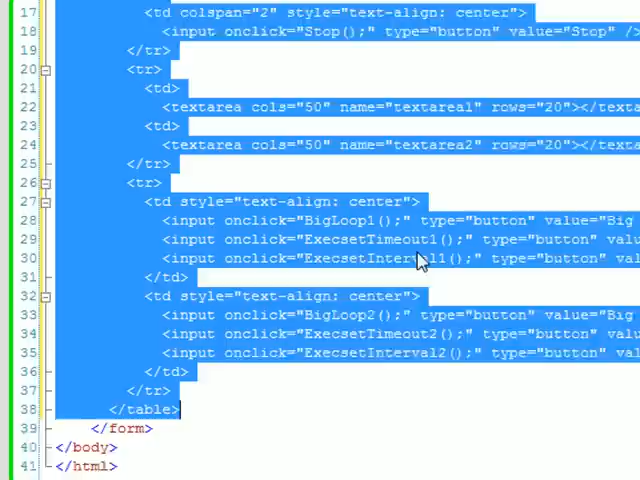 17 <td colspan="2" style="text-align: center">
18 <input onclick="Stop();" type="button" value="Stop" />
19 </tr>
20 <tr>
21 <td>
22 <textarea cols="50" name="textarea1" rows="20"></texta
23 <td>
24 <textarea cols="50" name="textarea2" rows="20"></texta
25 </tr>
26 <tr>
27 <td style="text-align: center">
28 <input onclick="BigLoop1();" type="button" value="Big
29 <input onclick="ExecsetTimeout1();" type="button" valu
30 <input onclick="ExecsetInterval1();" type="button" val
31 </td>
32 <td style="text-align: center">
33 <input onclick="BigLoop2();" type="button" value="Big
34 <input onclick="ExecsetTimeout2();" type="button" valu
35 <input onclick="ExecsetInterval2();" type="button" val
36 </td>
37 </tr>
38 </table>
39 </form>
40 </body>
41 </html>